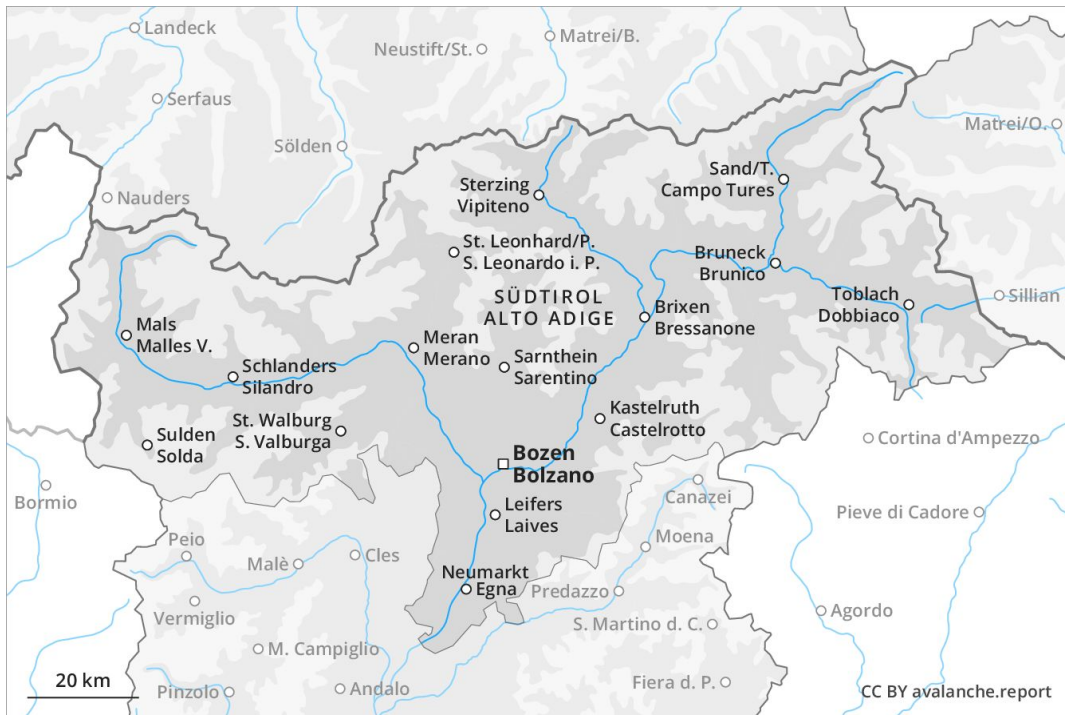 Landeck
Neustift/St.
Matrei/B.
Serfaus
Matrei/O.
Sölden
Nauders
Sand/T.
Campo Tures
Sterzing
Vipiteno
St. Leonhard/P.
S. Leonardo i. P.
Bruneck
Brunico
SÜDTIROL
ALTO ADIGE
Toblach
Dobbiaco
Sillian
Brixen
Bressanone
Mals
Malles V.
Meran
Merano
Schlanders
Silandro
Sarnthein
Sarentino
Kastelruth
Castelrotto
St. Walburg
S. Valburga
Sulden
Solda
Cortina d'Ampezzo
Bozen
Bolzano
Bormio
Canazei
Leifers
Laives
Pieve di Cadore
Moena
Peio
Malè
Cles
Neumarkt
Egna
Predazzo
Vermiglio
Agordo
S. Martino d. C.
M. Campiglio
20 km
Pinzolo
Andalo
Fiera d. P.
CC BY avalanche.report